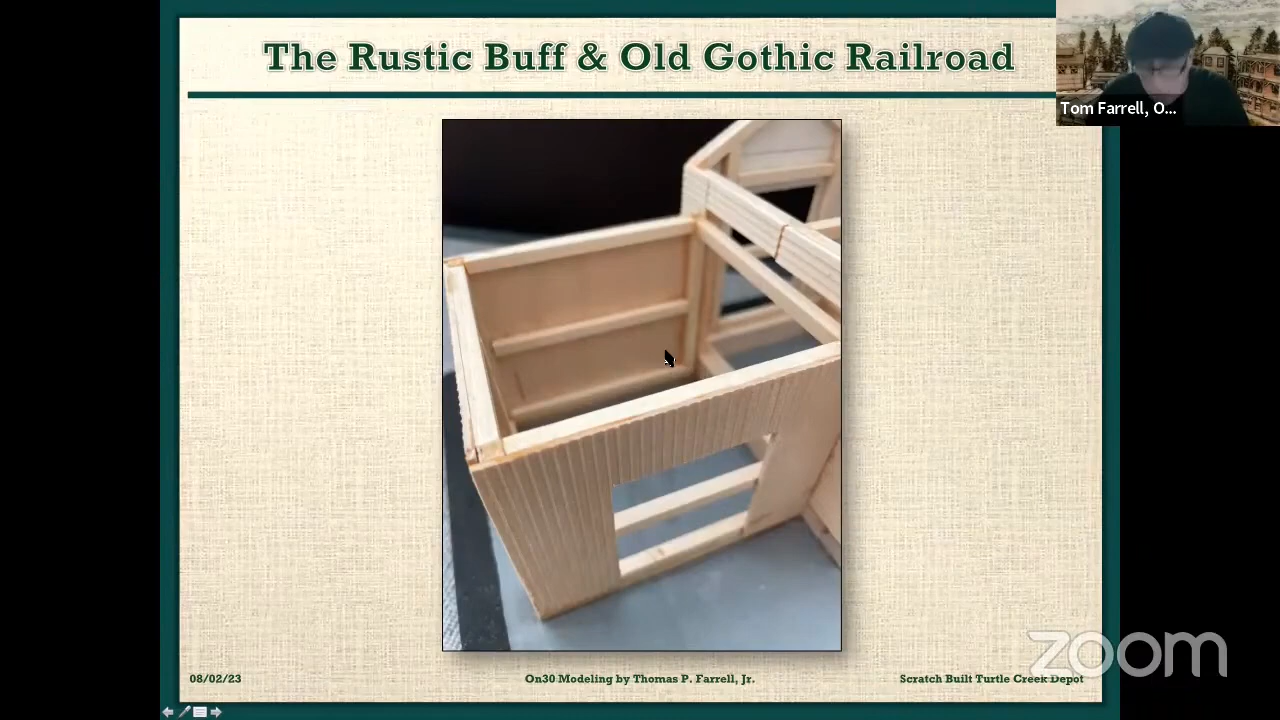 The Rustic Buff & Old Gothic Railroad
Tom Farrell, O...
zoom
08/02/23
On30 Modeling by Thomas P. Farrell, Jr.
Scratch Built Turtle Creek Depot